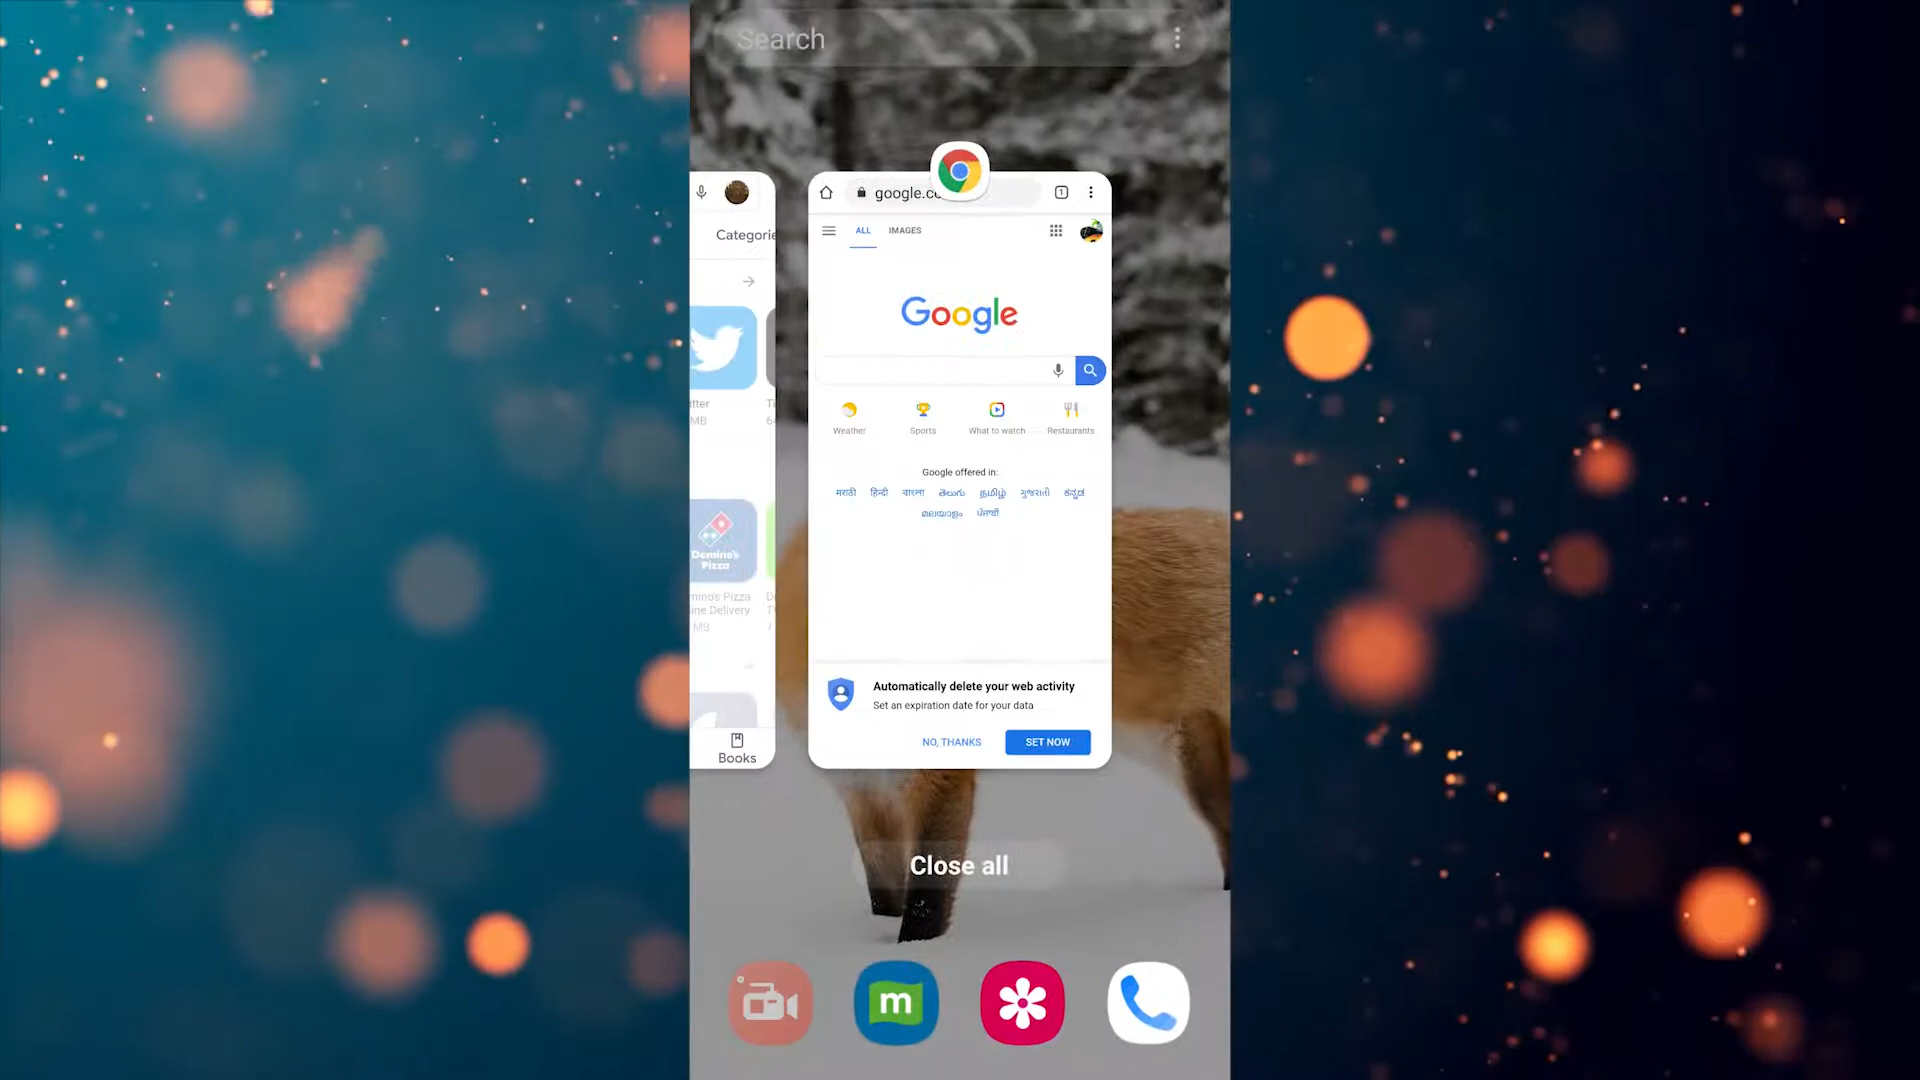 Search
google.co
Categorie
ALL IMAGES
Google
Weather Sports What to watch Restaurants
Google offered in:
मराठी हिन्दी বাংলা తెలుగు தமிழ் ગુજરાતી ಕನ್ನಡ
മലയാളം ਪੰਜਾਬੀ
MB
Domino's
Pizza
mino's Pizza
ine Delivery
MB
Automatically delete your web activity
Set an expiration date for your data
NO, THANKS SET NOW
Books
Close all
m